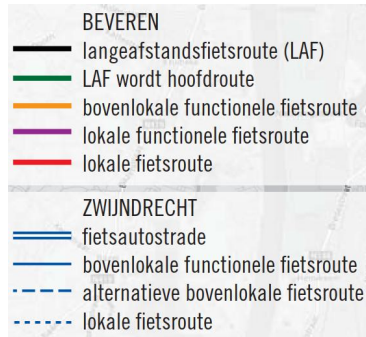 BEVEREN
langeafstandsfietsroute (LAF)
LAF wordt hoofdroute
bovenlokale functionele fietsroute
lokale functionele fietsroute
lokale fietsroute
ZWIJNDRECHT
fietsautostrade
bovenlokale functionele fietsroute
alternatieve bovenlokale fietsroute
lokale fietsroute